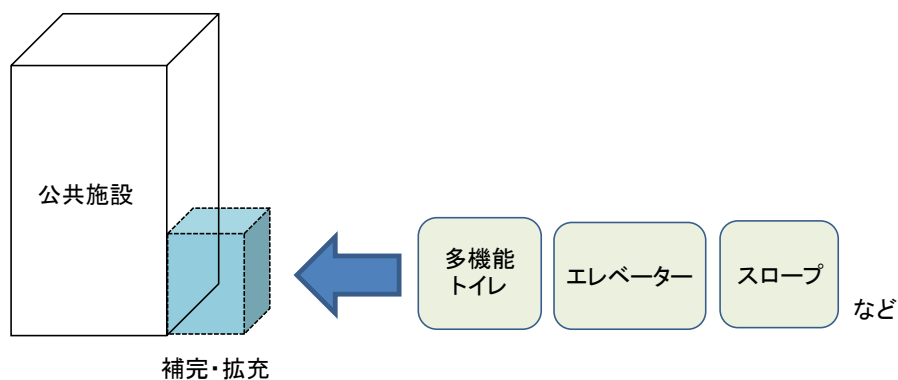 公共施設
多機能
トイレ
エレベーター
スロープ
など
補完・拡充